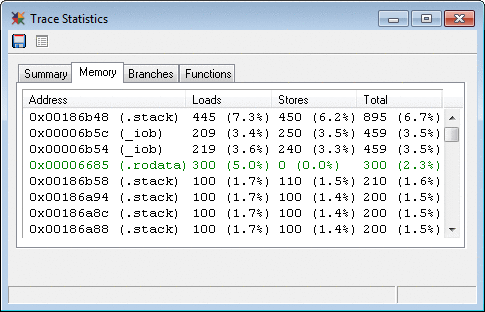 Trace Statistics
Summary Memory Branches Functions
Address Loads Stores Total
0x00186b48 (.stack) 445 (7.3%) 450 (6.2%) 895 (6.7%)
0x00006b5c (_iob) 209 (3.4%) 250 (3.5%) 459 (3.5%)
0x00006b54 (_iob) 219 (3.6%) 240 (3.3%) 459 (3.5%)
0x00006685 (.rodata) 300 (5.0%) 0 (0.0%) 300 (2.3%)
0x00186b58 (.stack) 100 (1.7%) 110 (1.5%) 210 (1.6%)
0x00186a94 (.stack) 100 (1.7%) 100 (1.4%) 200 (1.5%)
0x00186a8c (.stack) 100 (1.7%) 100 (1.4%) 200 (1.5%)
0x00186a88 (.stack) 100 (1.7%) 100 (1.4%) 200 (1.5%)